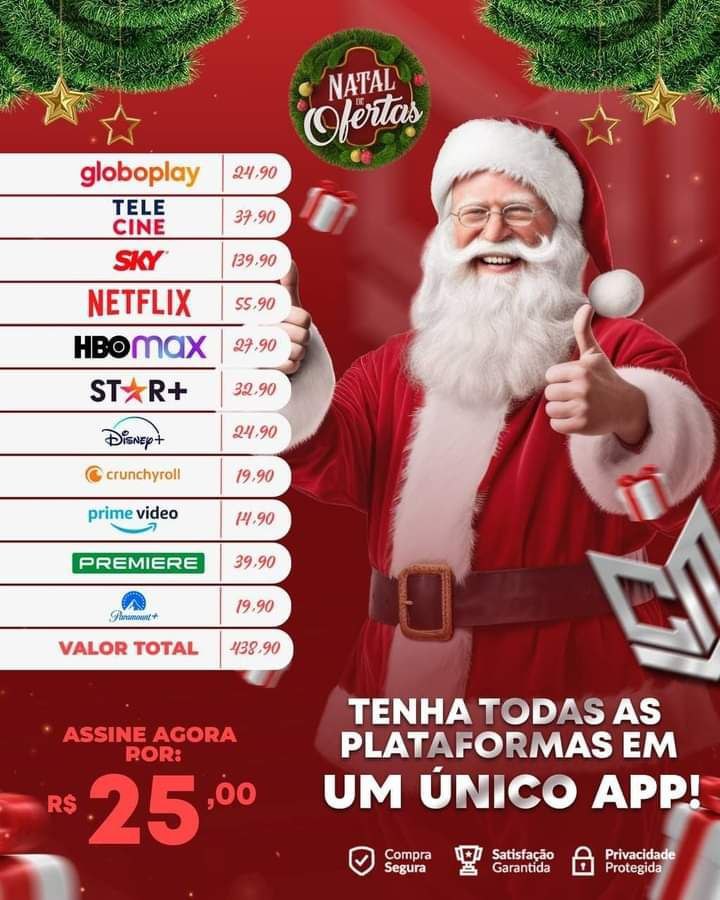 NATAL
DE
Ofertas
globoplay 24,90
TELE
CINE 37,90
SKY 139,90
NETFLIX 55,90
HBOmax 27,90
ST★R+ 32,90
Disney+ 24,90
crunchyroll 19,90
prime video 14,90
PREMIERE 39,90
Paramount+ 19,90
VALOR TOTAL 438,90
CM
ASSINE AGORA
POR:
R$ 25,00
TENHA TODAS AS
PLATAFORMAS EM
UM ÚNICO APP!
Compra
Segura
Satisfação
Garantida
Privacidade
Protegida